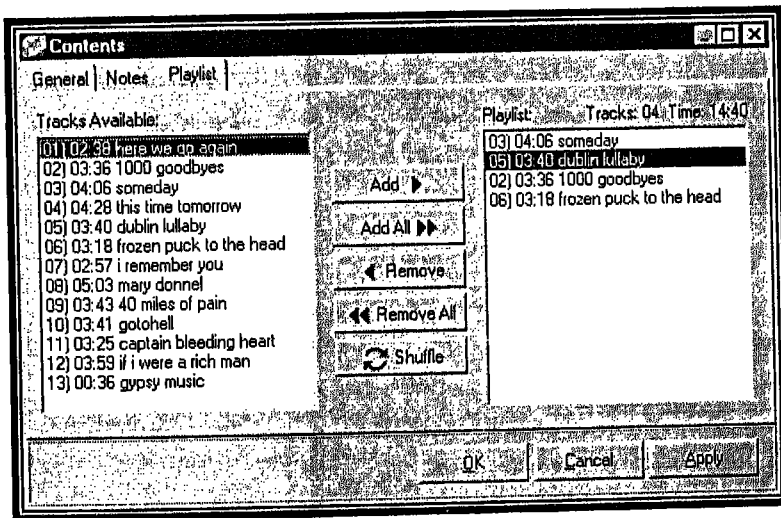 Contents
General Notes Playlist
Tracks Available:
01) 02:39 here we go again
02) 03:36 1000 goodbyes
03) 04:06 someday
04) 04:28 this time tomorrow
05) 03:40 dublin lullaby
06) 03:18 frozen puck to the head
07) 02:57 i remember you
08) 05:03 mary donnel
09) 03:43 40 miles of pain
10) 03:41 gotohell
11) 03:25 captain bleeding heart
12) 03:59 if i were a rich man
13) 00:36 gypsy music
Add
Add All
Remove
Remove All
Shuffle
Playlist: Tracks: 04 Time: 14:40
03) 04:06 someday
05) 03:40 dublin lullaby
02) 03:36 1000 goodbyes
06) 03:18 frozen puck to the head
OK Cancel Apply